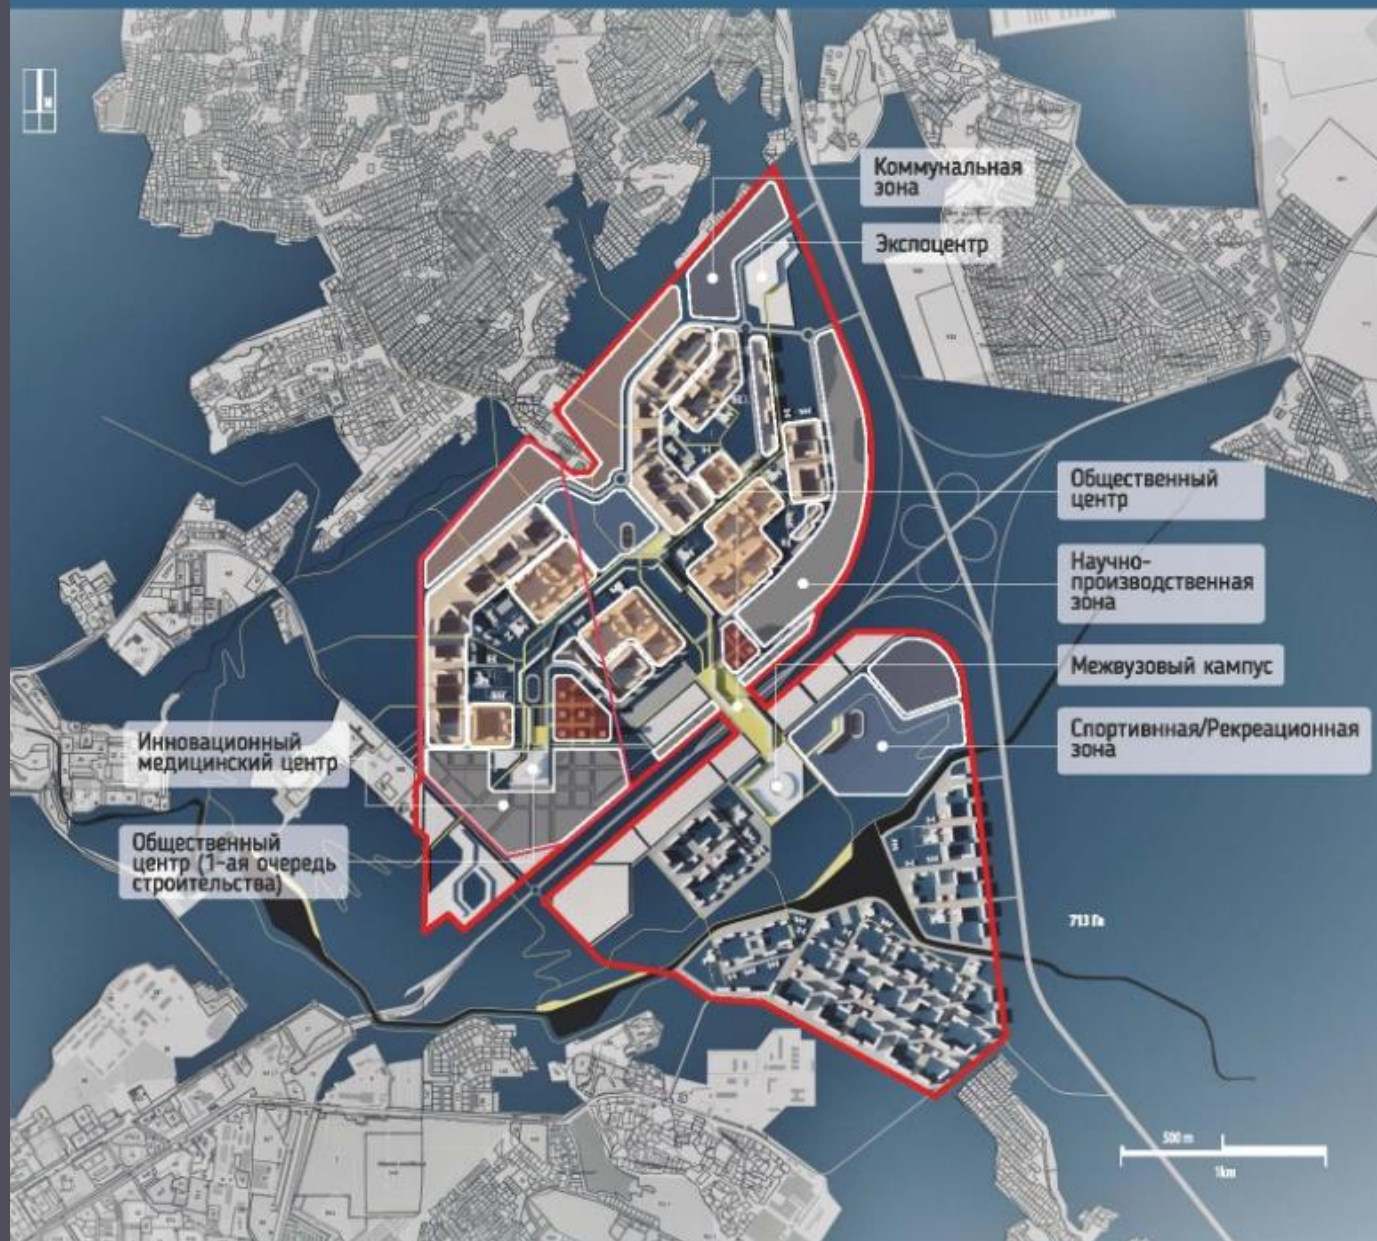 Коммунальная
зона
Экспоцентр
Общественный
центр
Научно-
производственная
зона
Межвузовый кампус
Спортивнная/Рекреационная
зона
Инновационный
медицинский центр
Общественный
центр (1-ая очередь
строительства)
713 Га
500 m
1km